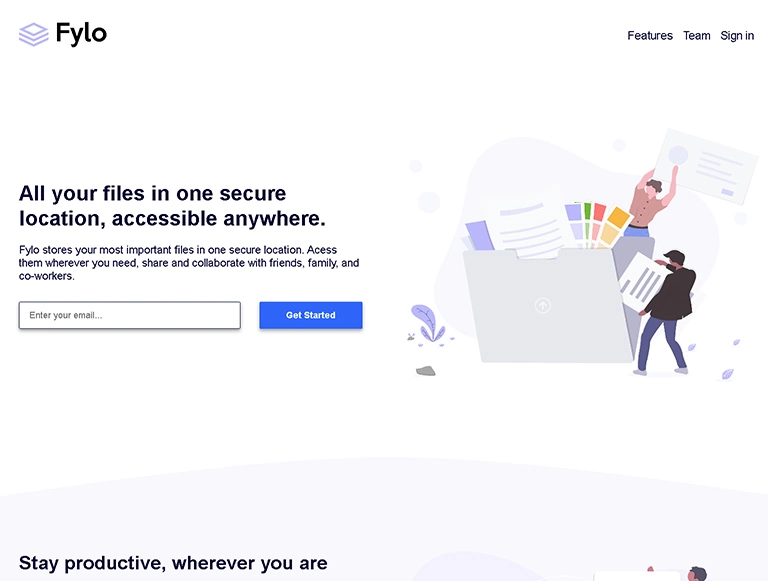 Fylo
Features Team Sign in
All your files in one secure
location, accessible anywhere.
Fylo stores your most important files in one secure location. Acess
them wherever you need, share and collaborate with friends, family, and
co-workers.
Enter your email...
Get Started
Stay productive, wherever you are